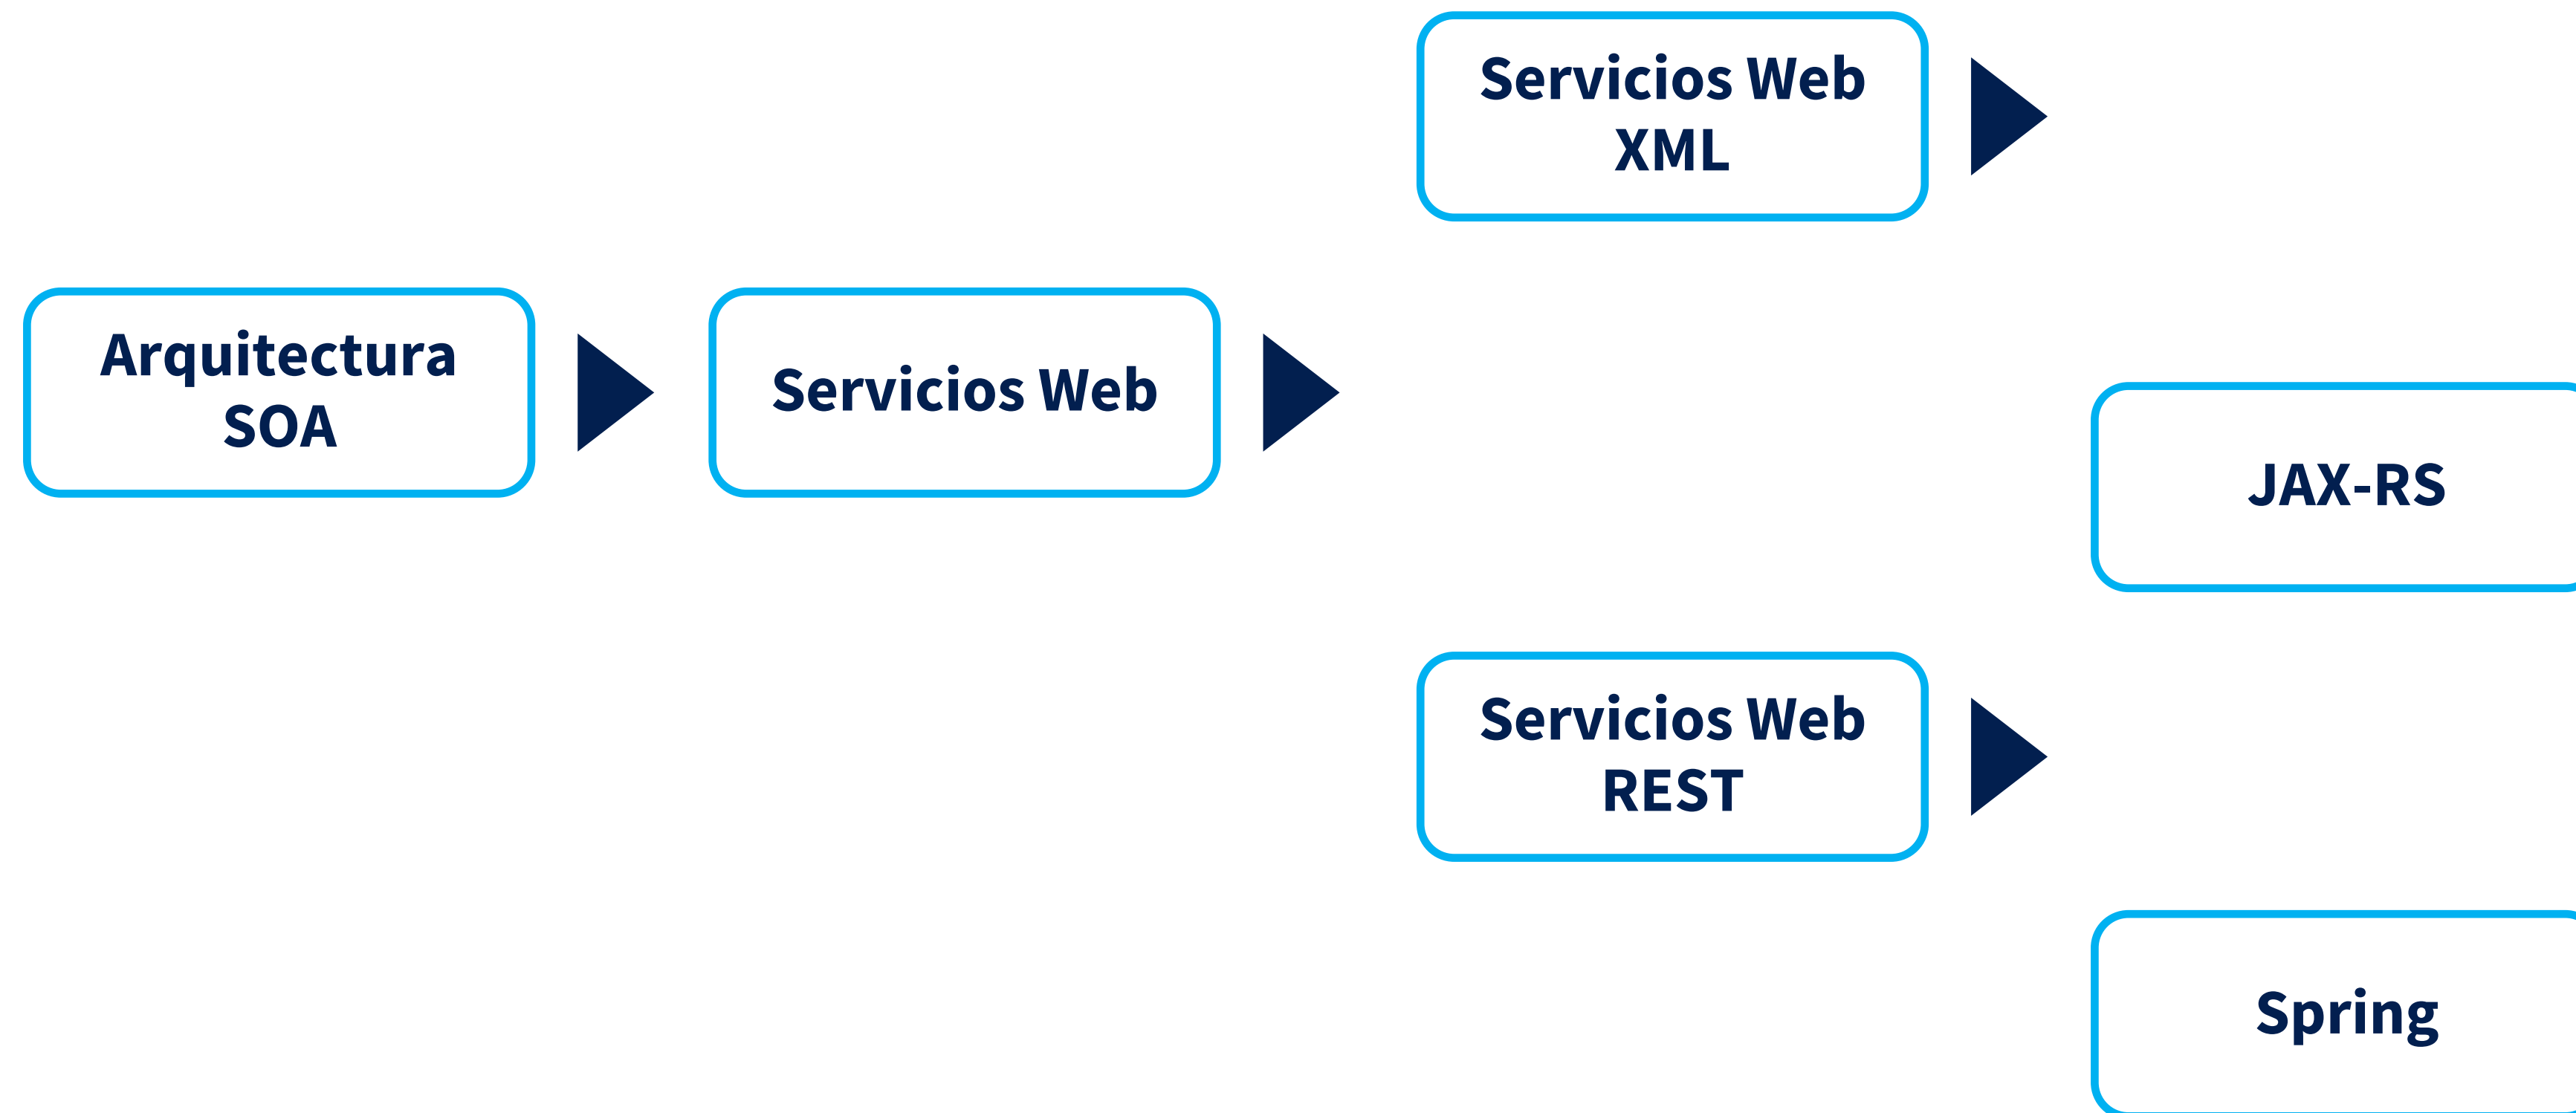 Servicios Web
XML
Arquitectura
SOA
Servicios Web
JAX-RS
Servicios Web
REST
Spring